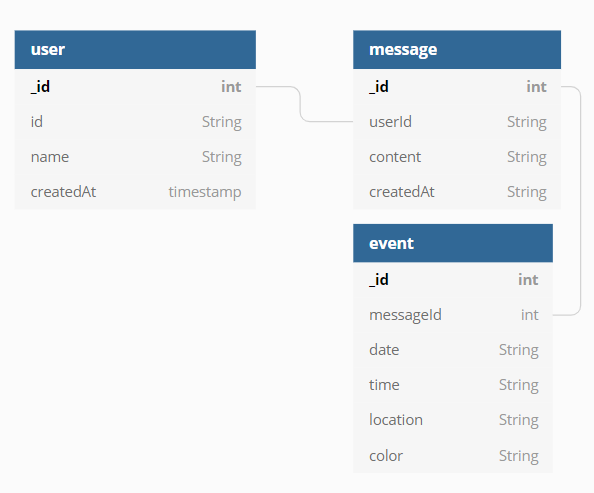 user
_id int
id String
name String
createdAt timestamp
message
_id int
userId String
content String
createdAt String
event
_id int
messageId int
date String
time String
location String
color String